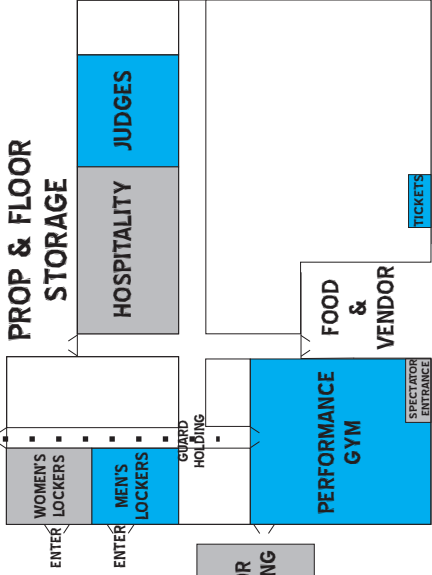 PROP & FLOOR
STORAGE
JUDGES
HOSPITALITY
TICKETS
FOOD
&
VENDOR
SPECTATOR
ENTRANCE
GUARD
HOLDING
PERFORMANCE
GYM
WOMEN'S
LOCKERS
MEN'S
LOCKERS
ENTER
ENTER